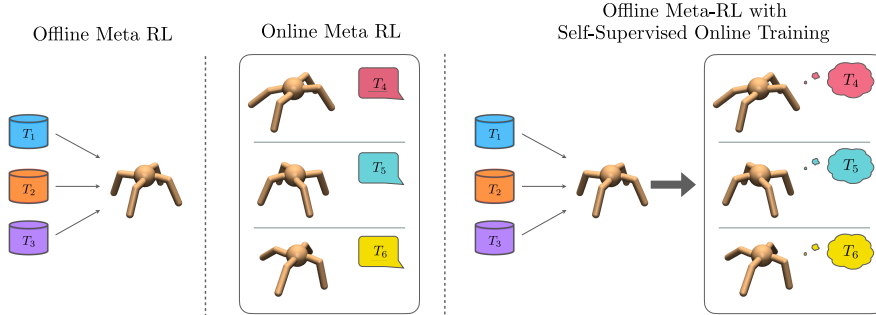 Offline Meta RL
T1
T2
T3
Online Meta RL
T4
T5
T6
Offline Meta-RL with
Self-Supervised Online Training
T1
T2
T3
T4
T5
T6